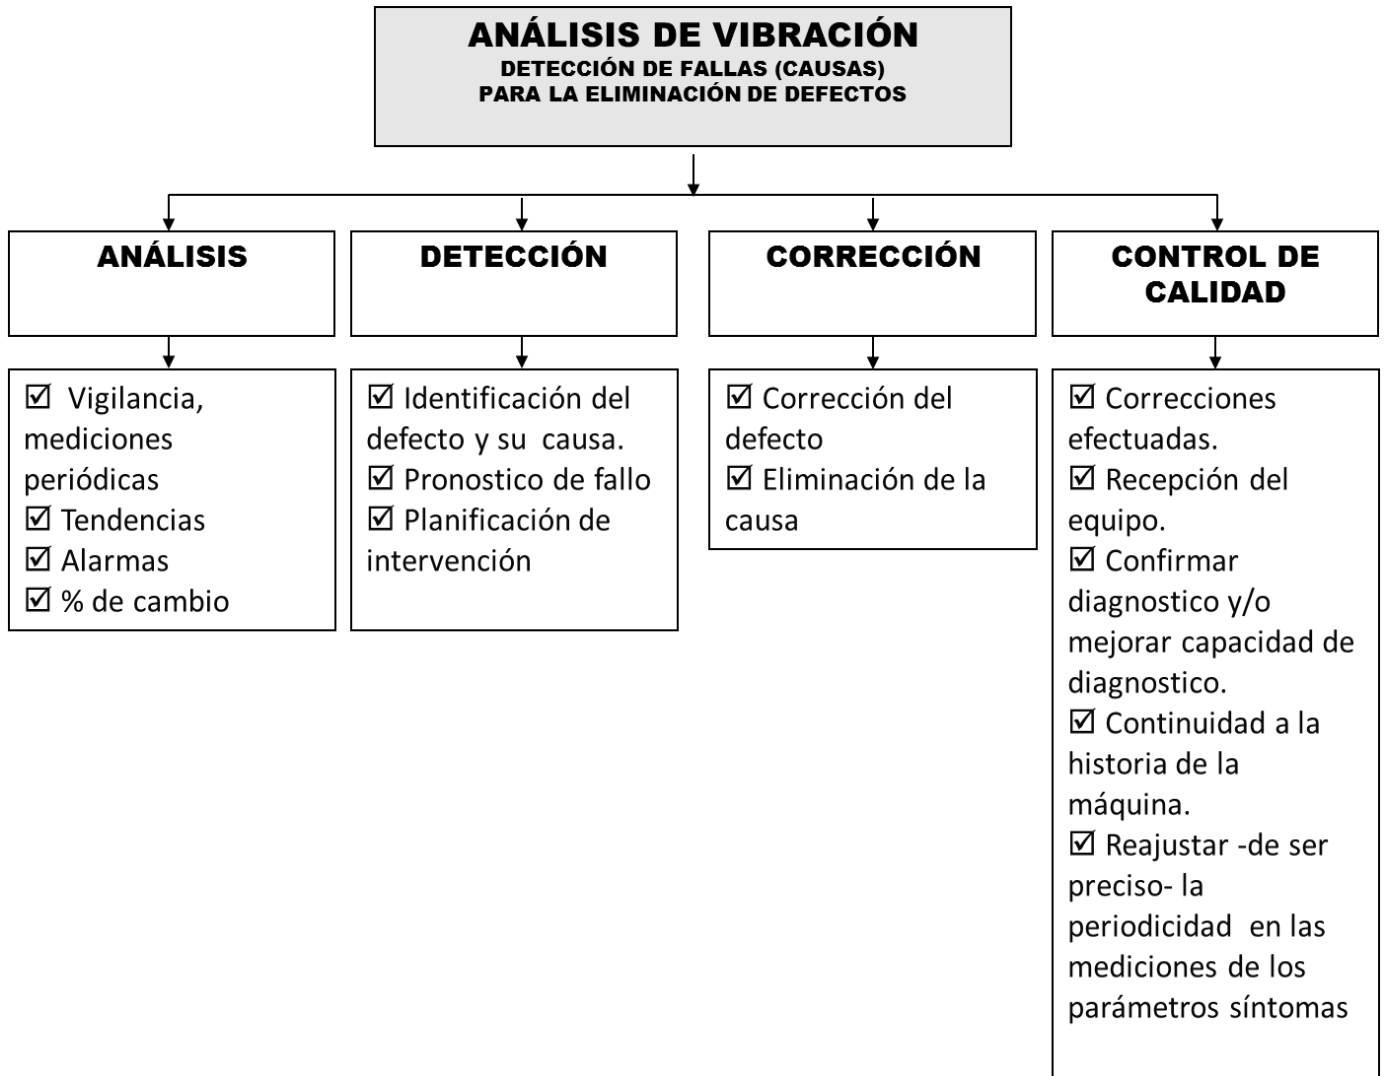 ANÁLISIS DE VIBRACIÓN
DETECCIÓN DE FALLAS (CAUSAS)
PARA LA ELIMINACIÓN DE DEFECTOS
ANÁLISIS
☑ Vigilancia,
mediciones
periódicas
☑ Tendencias
☑ Alarmas
☑ % de cambio
DETECCIÓN
☑ Identificación del
defecto y su causa.
☑ Pronostico de fallo
☑ Planificación de
intervención
CORRECCIÓN
☑ Corrección del
defecto
☑ Eliminación de la
causa
CONTROL DE
CALIDAD
☑ Correcciones
efectuadas.
☑ Recepción del
equipo.
☑ Confirmar
diagnostico y/o
mejorar capacidad de
diagnostico.
☑ Continuidad a la
historia de la
máquina.
☑ Reajustar -de ser
preciso- la
periodicidad en las
mediciones de los
parámetros síntomas